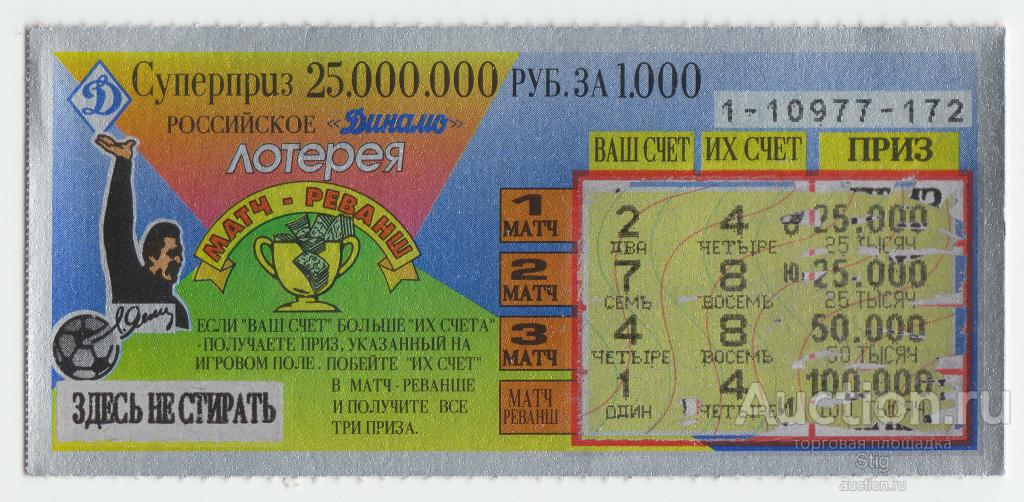 Суперприз 25.000.000 РУБ. ЗА 1.000
Д
РОССИЙСКОЕ «Динамо»
ЛОТЕРЕЯ
1-10977-172
ВАШ СЧЕТ ИХ СЧЕТ ПРИЗ
МАТЧ - РЕВАНШ
1 МАТЧ
2 4 25.000
ДВА ЧЕТЫРЕ 25 ТЫСЯЧ
2 МАТЧ
7 8 25.000
СЕМЬ ВОСЕМЬ 25 ТЫСЯЧ
3 МАТЧ
4 8 50.000
ЧЕТЫРЕ ВОСЕМЬ 50 ТЫСЯЧ
МАТЧ РЕВАНШ
1 4 100.000
ОДИН ЧЕТЫРЕ
ЕСЛИ "ВАШ СЧЕТ" БОЛЬШЕ "ИХ СЧЕТА"
- ПОЛУЧАЕТЕ ПРИЗ, УКАЗАННЫЙ НА
ИГРОВОМ ПОЛЕ. ПОБЕЙТЕ "ИХ СЧЕТ"
В МАТЧ - РЕВАНШЕ
И ПОЛУЧИТЕ ВСЕ
ТРИ ПРИЗА.
ЗДЕСЬ НЕ СТИРАТЬ
Auction.ru
торговая площадка
Stig
auction.ru